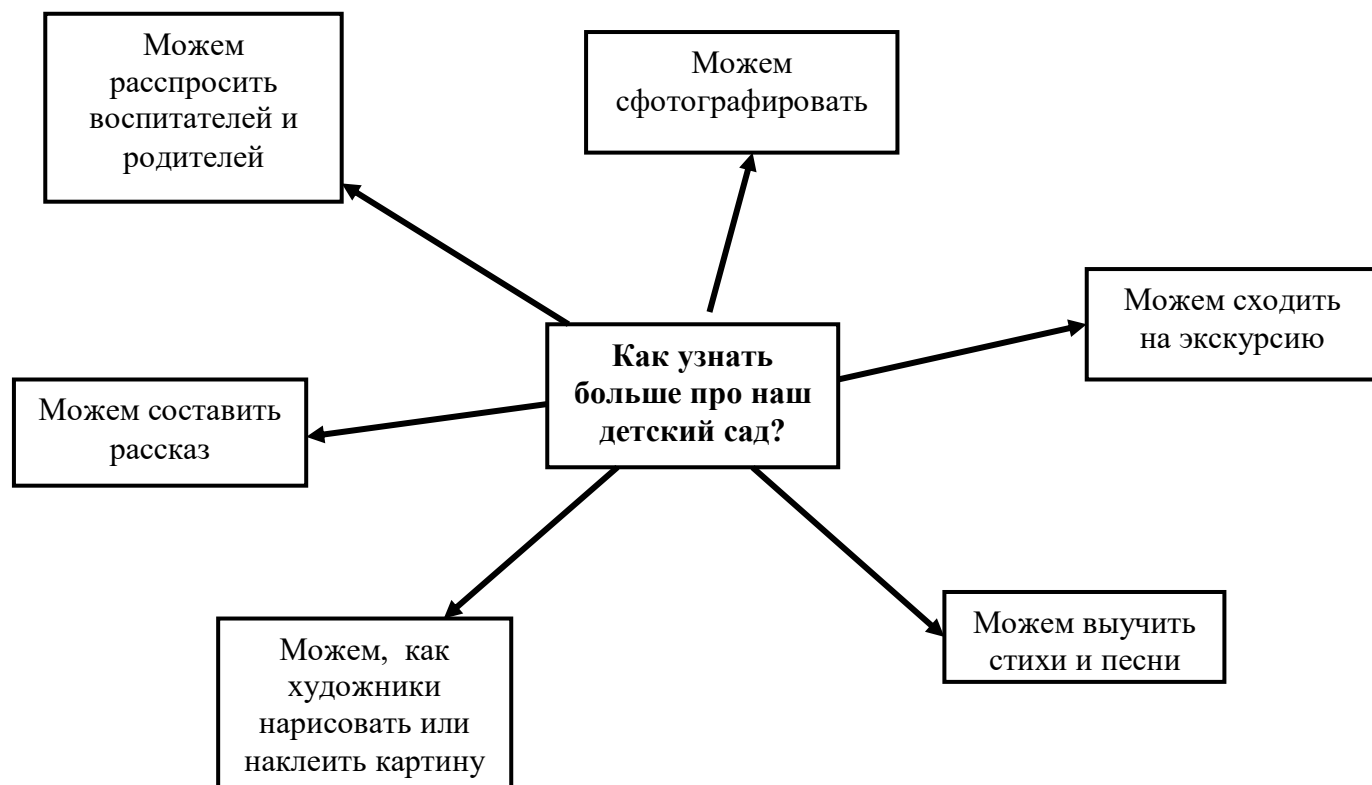 Можем
расспросить
воспитателей и
родителей
Можем
сфотографировать
Можем сходить
на экскурсию
Как узнать
больше про наш
детский сад?
Можем составить
рассказ
Можем выучить
стихи и песни
Можем, как
художники
нарисовать или
наклеить картину